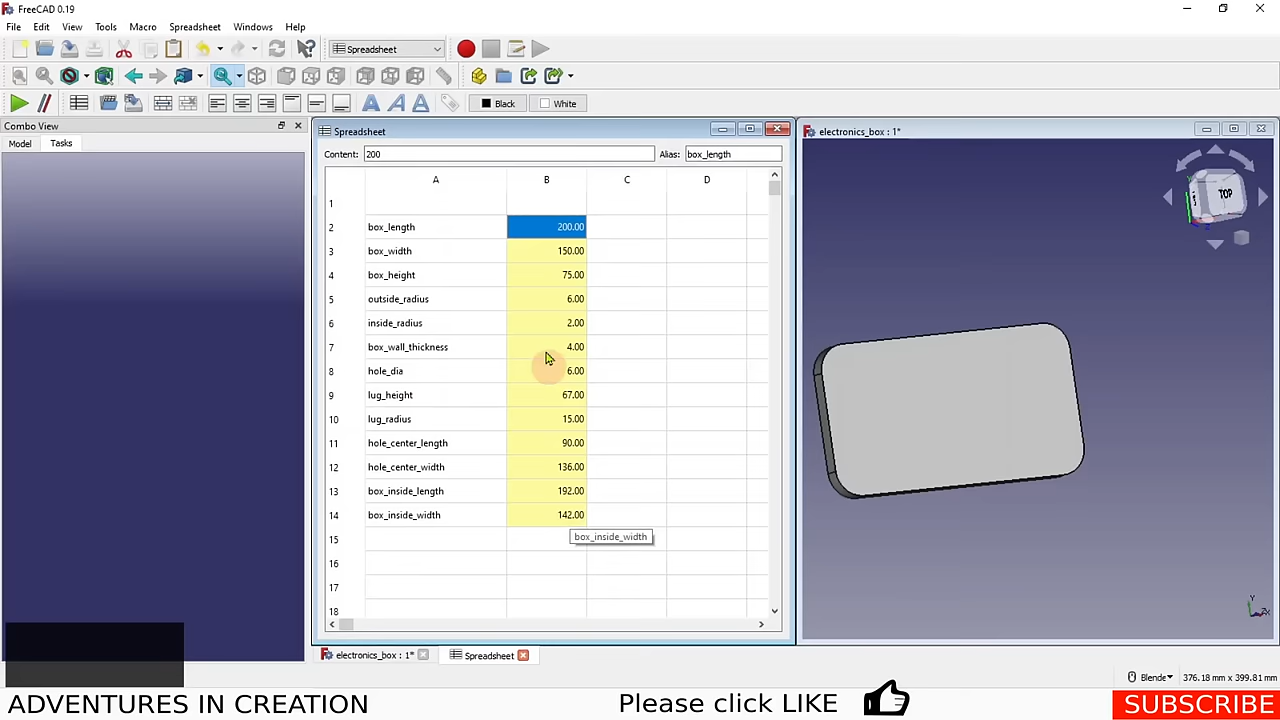 FreeCAD 0.19
File Edit View Tools Macro Spreadsheet Windows Help
Spreadsheet
Black White
Combo View
Model Tasks
Spreadsheet
Content: 200 Alias: box_length
A B C D
1
2 box_length 200.00
3 box_width 150.00
4 box_height 75.00
5 outside_radius 6.00
6 inside_radius 2.00
7 box_wall_thickness 4.00
8 hole_dia 6.00
9 lug_height 67.00
10 lug_radius 15.00
11 hole_center_length 90.00
12 hole_center_width 136.00
13 box_inside_length 192.00
14 box_inside_width 142.00
box_inside_width
15
16
17
18
electronics_box : 1*
TOP
electronics_box : 1* Spreadsheet
Blende 376.18 mm x 399.81 mm
ADVENTURES IN CREATION
Please click LIKE
SUBSCRIBE